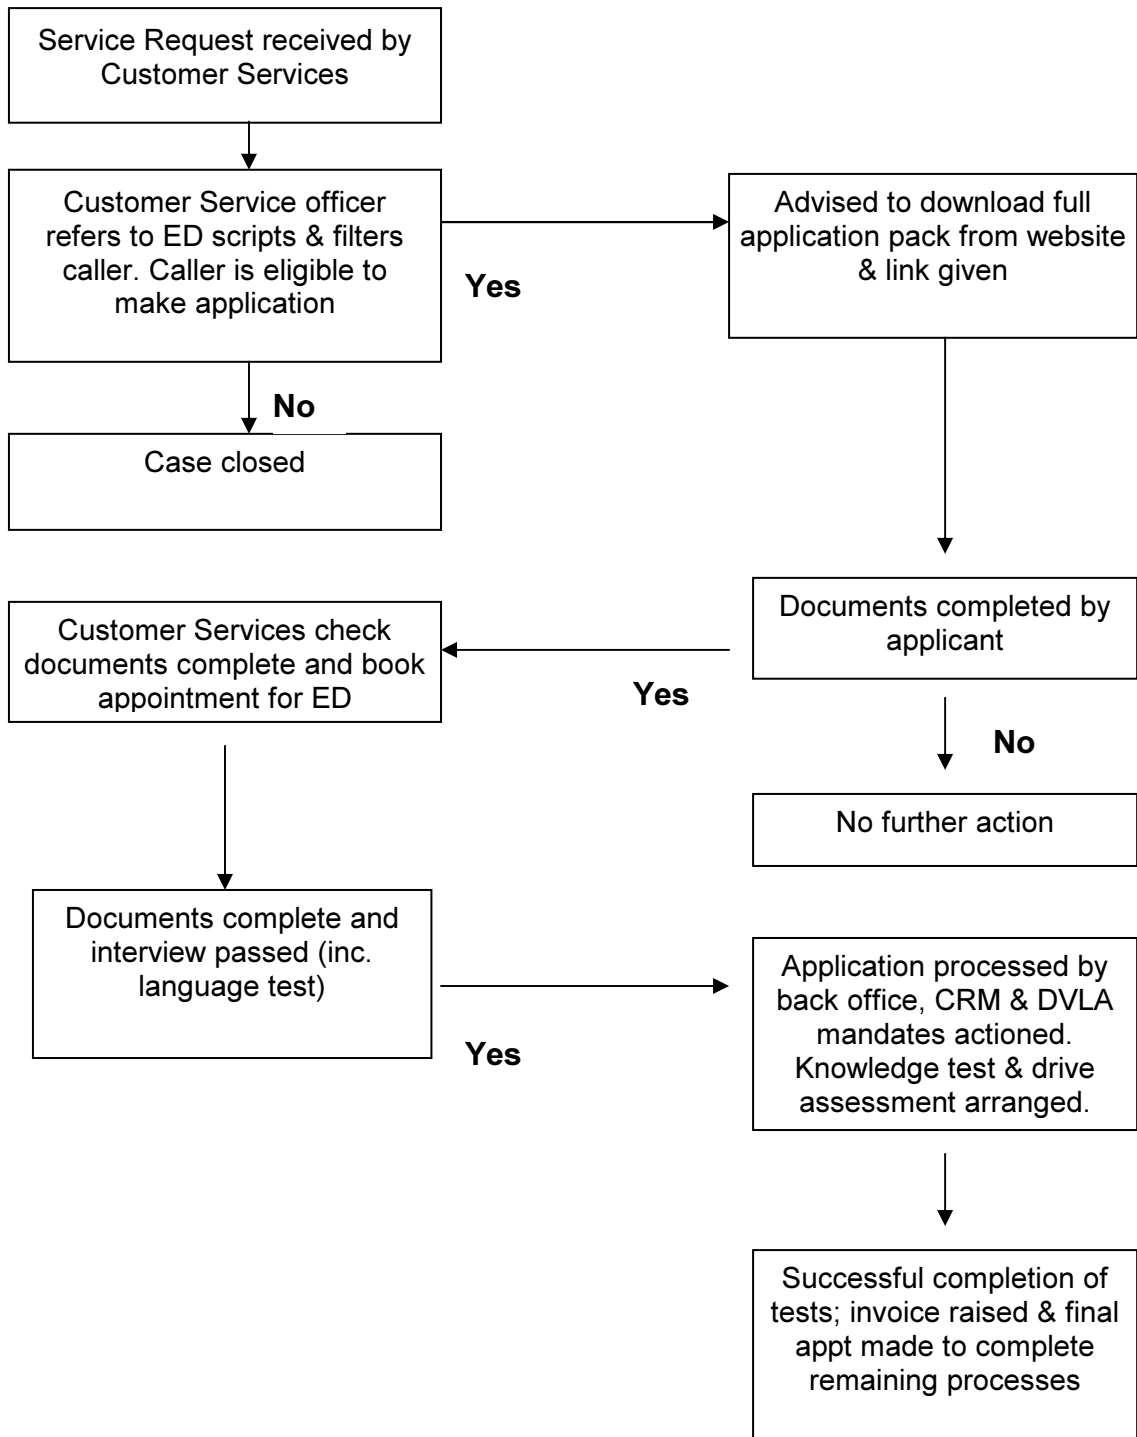 Service Request received by
Customer Services
Customer Service officer
refers to ED scripts & filters
caller. Caller is eligible to
make application
Yes
Advised to download full
application pack from website
& link given
No
Case closed
Documents completed by
applicant
Yes
Customer Services check
documents complete and book
appointment for ED
No
No further action
Documents complete and
interview passed (inc.
language test)
Yes
Application processed by
back office, CRM & DVLA
mandates actioned.
Knowledge test & drive
assessment arranged.
Successful completion of
tests; invoice raised & final
appt made to complete
remaining processes